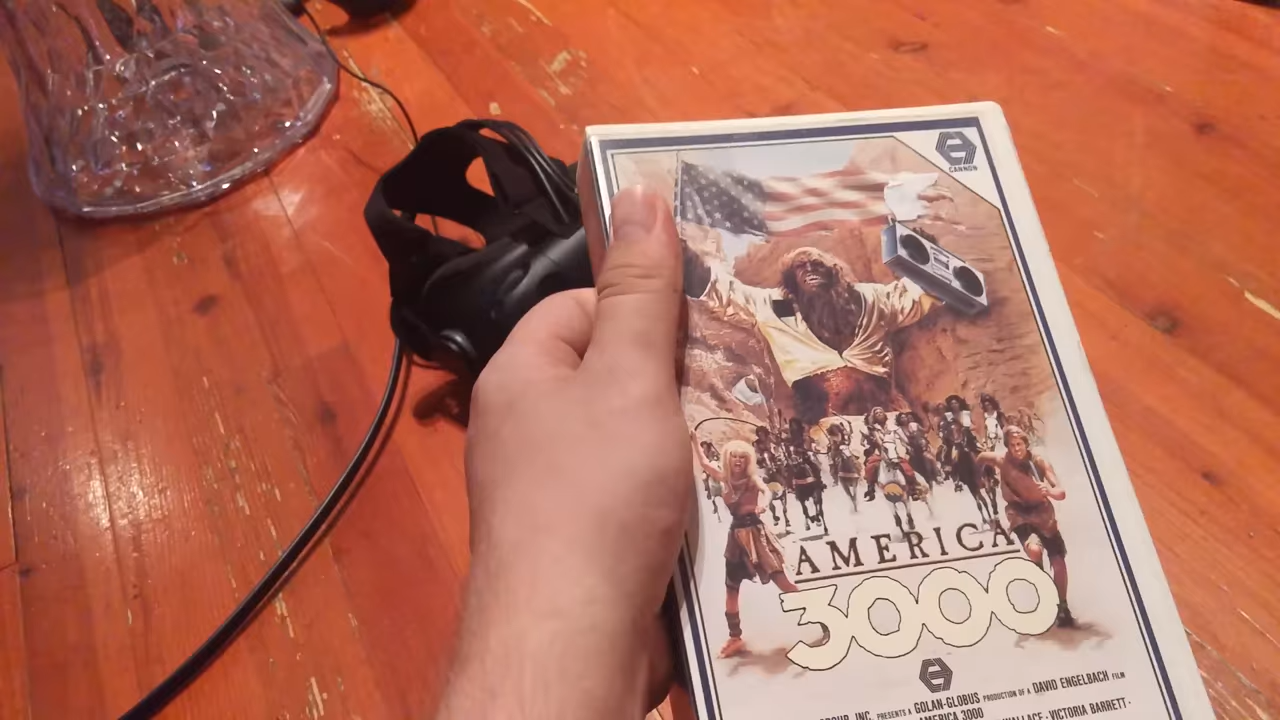 CANNON
AMERICA
3000
GROUP, INC. PRESENTS A GOLAN-GLOBUS PRODUCTION OF A DAVID ENGELBACH FILM
AMERICA 3000
WALLACE · VICTORIA BARRETT ·